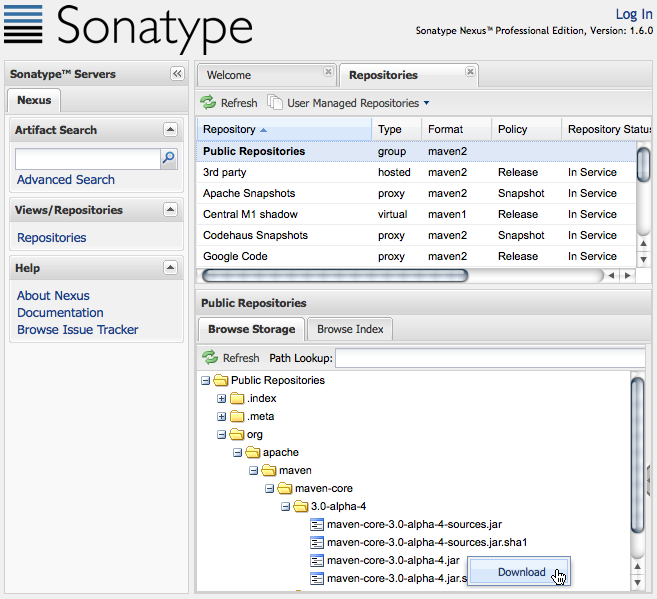 Sonatype
Log In
Sonatype Nexus™ Professional Edition, Version: 1.6.0
Sonatype™ Servers
Nexus
Artifact Search
Advanced Search
Views/Repositories
Repositories
Help
About Nexus
Documentation
Browse Issue Tracker
Welcome
Repositories
Refresh
User Managed Repositories
Repository Type Format Policy Repository Status
Public Repositories group maven2
3rd party hosted maven2 Release In Service
Apache Snapshots proxy maven2 Snapshot In Service
Central M1 shadow virtual maven1 Release In Service
Codehaus Snapshots proxy maven2 Snapshot In Service
Google Code proxy maven2 Release In Service
Public Repositories
Browse Storage
Browse Index
Refresh Path Lookup:
Public Repositories
.index
.meta
org
apache
maven
maven-core
3.0-alpha-4
maven-core-3.0-alpha-4-sources.jar
maven-core-3.0-alpha-4-sources.jar.sha1
maven-core-3.0-alpha-4.jar
maven-core-3.0-alpha-4.jar.s
Download